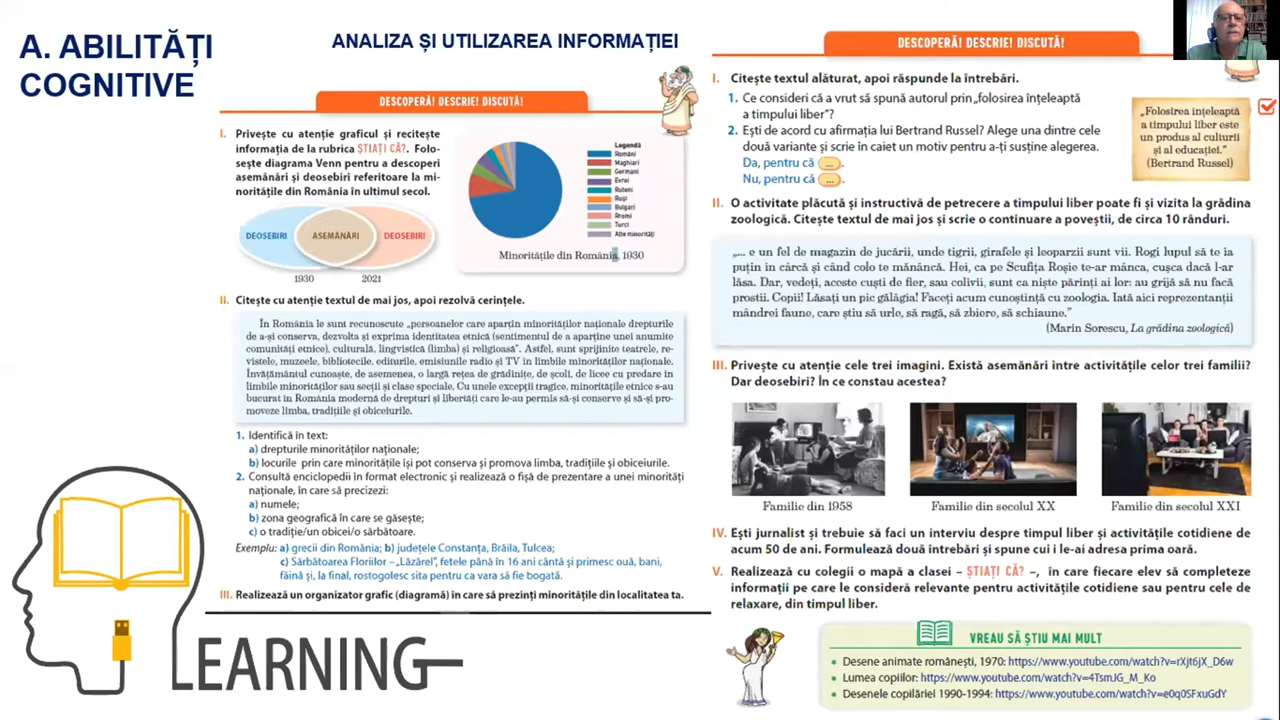 A. ABILITĂȚI
COGNITIVE
ANALIZA ȘI UTILIZAREA INFORMAȚIEI
DESCOPERĂ! DESCRIE! DISCUTĂ!
I. Privește cu atenție graficul și recitește
informația de la rubrica ȘTIAȚI CĂ?. Folo-
sește diagrama Venn pentru a descoperi
asemănări și deosebiri referitoare la mi-
noritățile din România în ultimul secol.
DEOSEBIRI
ASEMĂNĂRI
DEOSEBIRI
1930
2021
Legendă
Români
Maghiari
Germani
Evrei
Ruteni
Ruși
Bulgari
Rromi
Turci
Alte minorități
Minoritățile din România, 1930
II. Citește cu atenție textul de mai jos, apoi rezolvă cerințele.
În România le sunt recunoscute „persoanelor care aparțin minorităților naționale drepturile
de a-și conserva, dezvolta și exprima identitatea etnică (sentimentul de a aparține unei anumite
comunități etnice), culturală, lingvistică (limba) și religioasă”. Astfel, sunt sprijinite teatrele, re-
vistele, muzeele, bibliotecile, editurile, emisiunile radio și TV în limbile minorităților naționale.
Învățământul cunoaște, de asemenea, o largă rețea de grădinițe, de școli, de licee cu predare în
limbile minorităților sau secții și clase speciale. Cu unele excepții tragice, minoritățile etnice s-au
bucurat în România modernă de drepturi și libertăți care le-au permis să-și conserve și să-și pro-
moveze limba, tradițiile și obiceiurile.
1. Identifică în text:
a) drepturile minorităților naționale;
b) locurile prin care minoritățile își pot conserva și promova limba, tradițiile și obiceiurile.
2. Consultă enciclopedii în format electronic și realizează o fișă de prezentare a unei minorități
naționale, în care să precizezi:
a) numele;
b) zona geografică în care se găsește;
c) o tradiție/un obicei/o sărbătoare.
Exemplu: a) grecii din România; b) județele Constanța, Brăila, Tulcea;
c) Sărbătoarea Floriilor – „Lăzărel”, fetele până în 16 ani cântă și primesc ouă, bani,
făină și, la final, rostogolesc sita pentru ca vara să fie bogată.
III. Realizează un organizator grafic (diagramă) în care să prezinți minoritățile din localitatea ta.
LEARNING
DESCOPERĂ! DESCRIE! DISCUTĂ!
I. Citește textul alăturat, apoi răspunde la întrebări.
1. Ce consideri că a vrut să spună autorul prin „folosirea înțeleaptă
a timpului liber”?
2. Ești de acord cu afirmația lui Bertrand Russel? Alege una dintre cele
două variante și scrie în caiet un motiv pentru a-ți susține alegerea.
Da, pentru că ... .
Nu, pentru că ... .
„Folosirea înțeleaptă
a timpului liber este
un produs al culturii
și al educației.”
(Bertrand Russel)
II. O activitate plăcută și instructivă de petrecere a timpului liber poate fi și vizita la grădina
zoologică. Citește textul de mai jos și scrie o continuare a poveștii, de circa 10 rânduri.
„... e un fel de magazin de jucării, unde tigrii, girafele și leoparzii sunt vii. Rogi lupul să te ia
puțin în cârcă și când colo te mănâncă. Hei, ca pe Scufița Roșie te-ar mânca, cușca dacă l-ar
lăsa. Dar, vedeți, aceste cuști de fier, sau colivii, sunt ca niște părinți ai lor: au grijă să nu facă
prostii. Copii! Lăsați un pic gălăgia! Faceți acum cunoștință cu zoologia. Iată aici reprezentanții
mândrei faune, care știu să urle, să ragă, să zbiere, să schiaune.”
(Marin Sorescu, La grădina zoologică)
III. Privește cu atenție cele trei imagini. Există asemănări între activitățile celor trei familii?
Dar deosebiri? În ce constau acestea?
Familie din 1958
Familie din secolul XX
Familie din secolul XXI
IV. Ești jurnalist și trebuie să faci un interviu despre timpul liber și activitățile cotidiene de
acum 50 de ani. Formulează două întrebări și spune cui i le-ai adresa prima oară.
V. Realizează cu colegii o mapă a clasei – ȘTIAȚI CĂ? –, în care fiecare elev să completeze
informații pe care le consideră relevante pentru activitățile cotidiene sau pentru cele de
relaxare, din timpul liber.
VREAU SĂ ȘTIU MAI MULT
• Desene animate românești, 1970: https://www.youtube.com/watch?v=rXjt6jX_D6w
• Lumea copiilor: https://www.youtube.com/watch?v=4TsmJG_M_Ko
• Desenele copilăriei 1990-1994: https://www.youtube.com/watch?v=e0q0SFxuGdY